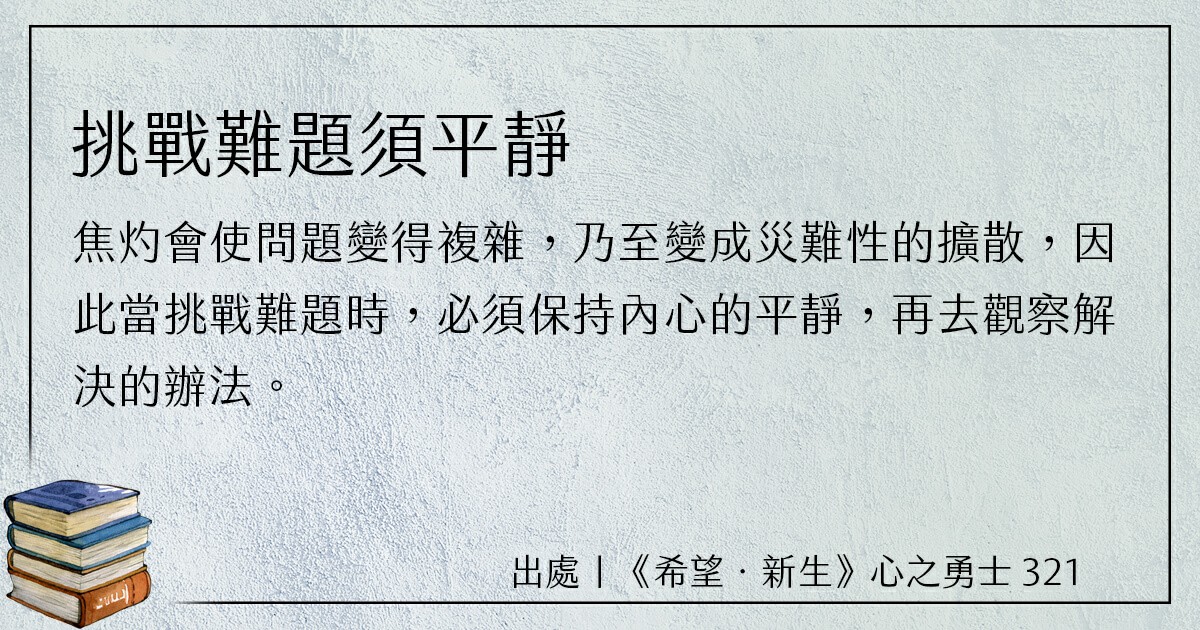 挑戰難題須平靜
焦灼會使問題變得複雜，乃至變成災難性的擴散，因
此當挑戰難題時，必須保持內心的平靜，再去觀察解
決的辦法。
出處丨《希望．新生》心之勇士 321